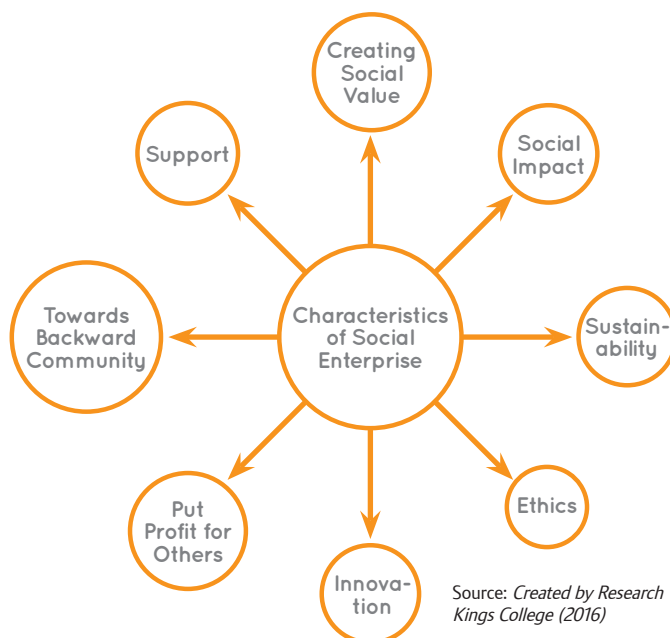 Creating
Social
Value
Social
Impact
Support
Characteristics
of Social
Enterprise
Towards
Backward
Community
Sustain-
ability
Put
Profit for
Others
Ethics
Innova-
tion
Source: Created by Research
Kings College (2016)